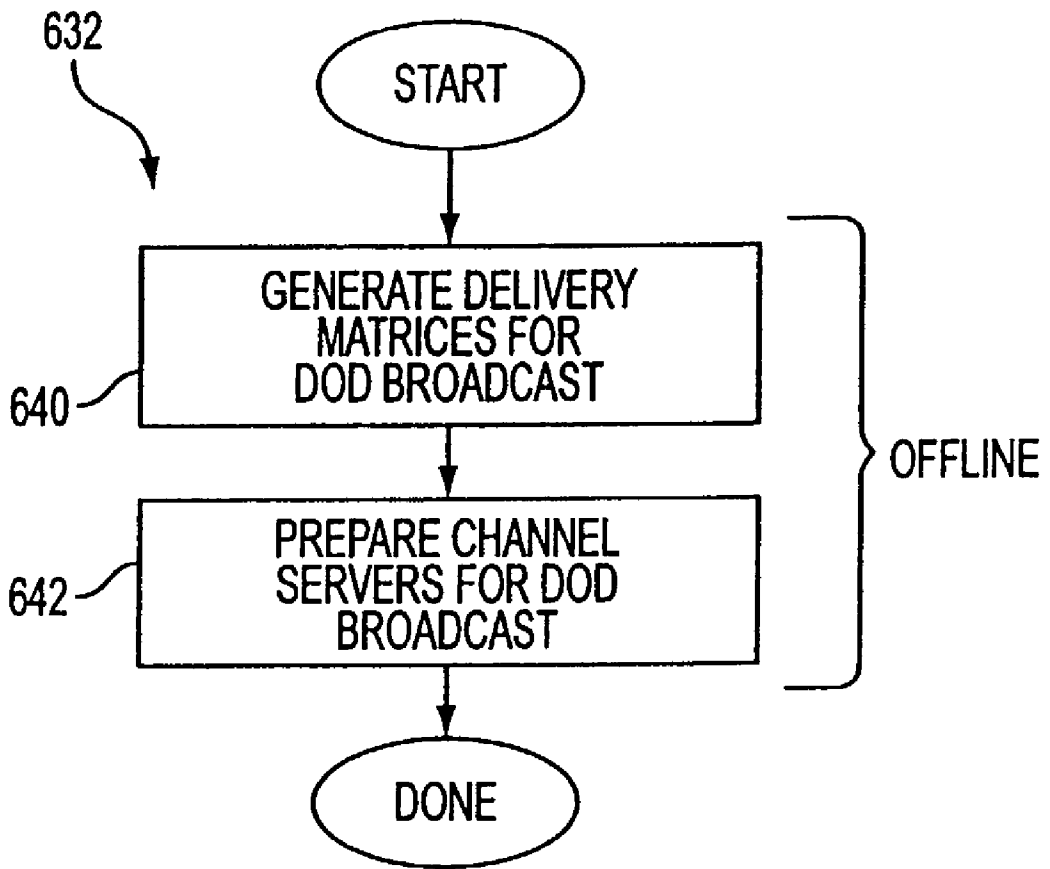 632
START
GENERATE DELIVERY
MATRICES FOR
DOD BROADCAST
640
OFFLINE
PREPARE CHANNEL
SERVERS FOR DOD
BROADCAST
642
DONE